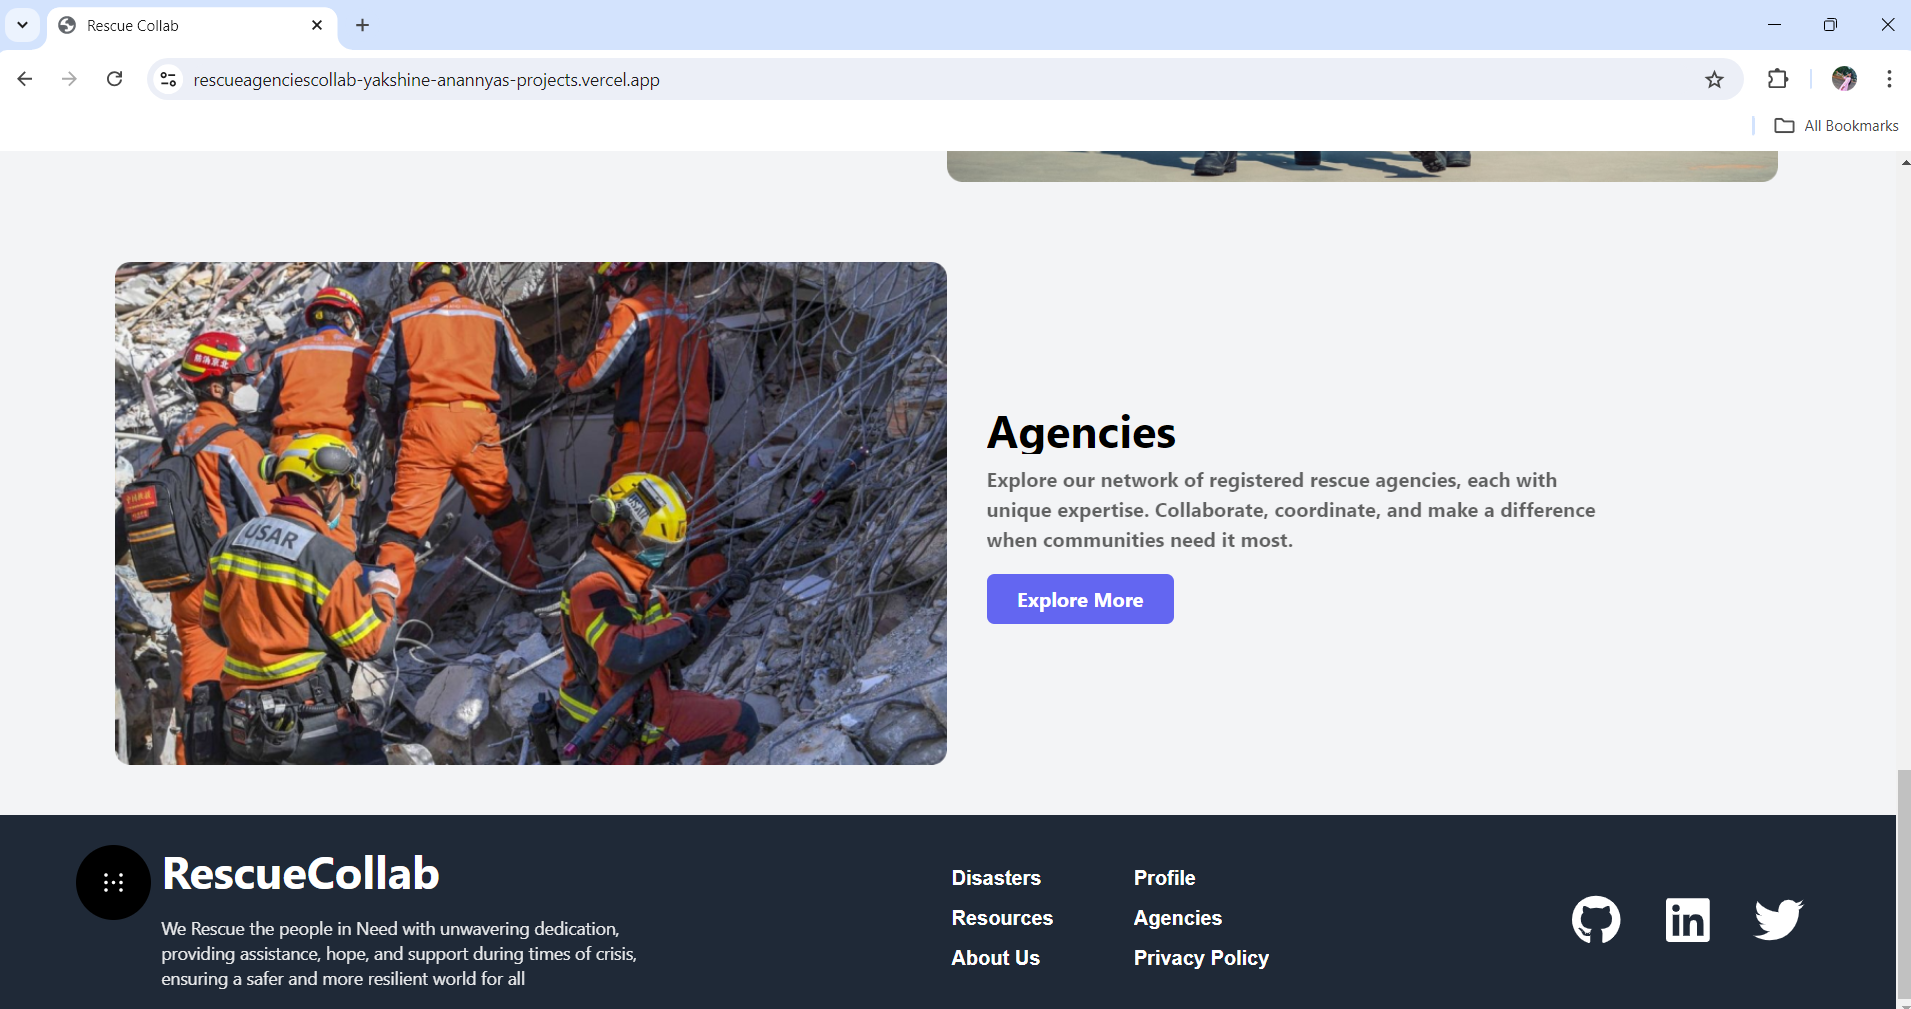 Rescue Collab
rescueagenciescollab-yakshine-anannyas-projects.vercel.app
All Bookmarks
USAR
Agencies
Explore our network of registered rescue agencies, each with
unique expertise. Collaborate, coordinate, and make a difference
when communities need it most.
Explore More
RescueCollab
We Rescue the people in Need with unwavering dedication,
providing assistance, hope, and support during times of crisis,
ensuring a safer and more resilient world for all
Disasters
Resources
About Us
Profile
Agencies
Privacy Policy